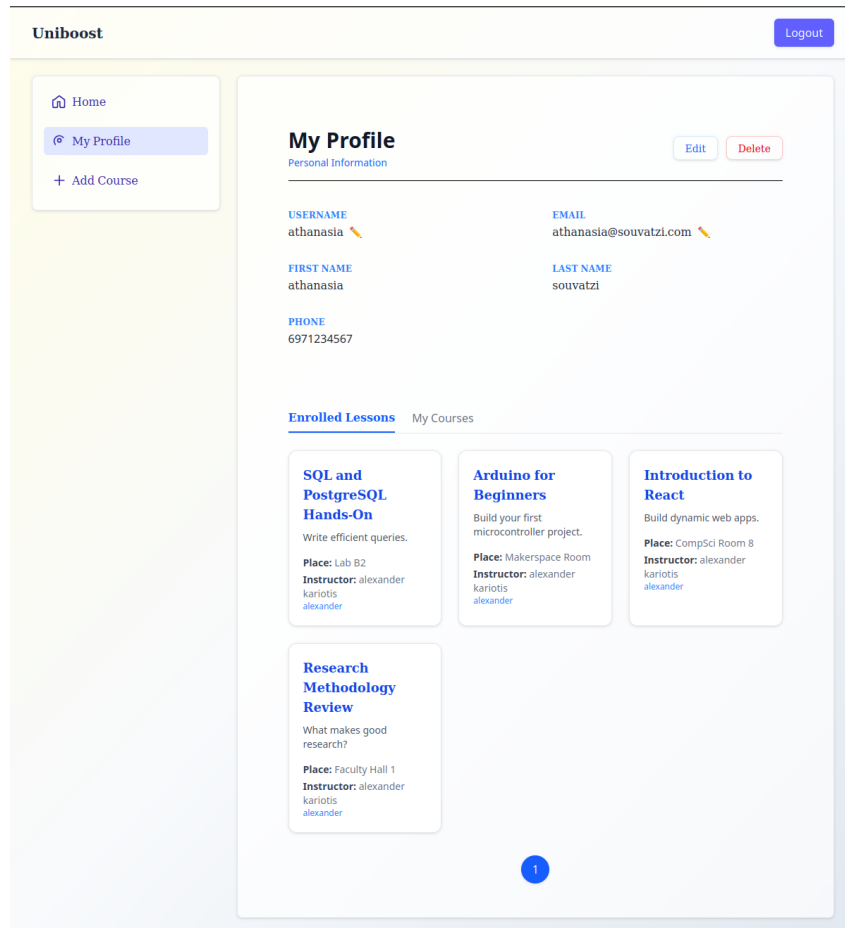 Uniboost
Logout
Home
My Profile
Add Course
My Profile
Personal Information
Edit
Delete
USERNAME
athanasia ✏️
EMAIL
athanasia@souvatzi.com ✏️
FIRST NAME
athanasia
LAST NAME
souvatzi
PHONE
6971234567
Enrolled Lessons
My Courses
SQL and
PostgreSQL
Hands-On
Write efficient queries.
Place: Lab B2
Instructor: alexander
kariotis
alexander
Arduino for
Beginners
Build your first
microcontroller project.
Place: Makerspace Room
Instructor: alexander
kariotis
alexander
Introduction to
React
Build dynamic web apps.
Place: CompSci Room 8
Instructor: alexander
kariotis
alexander
Research
Methodology
Review
What makes good
research?
Place: Faculty Hall 1
Instructor: alexander
kariotis
alexander
1